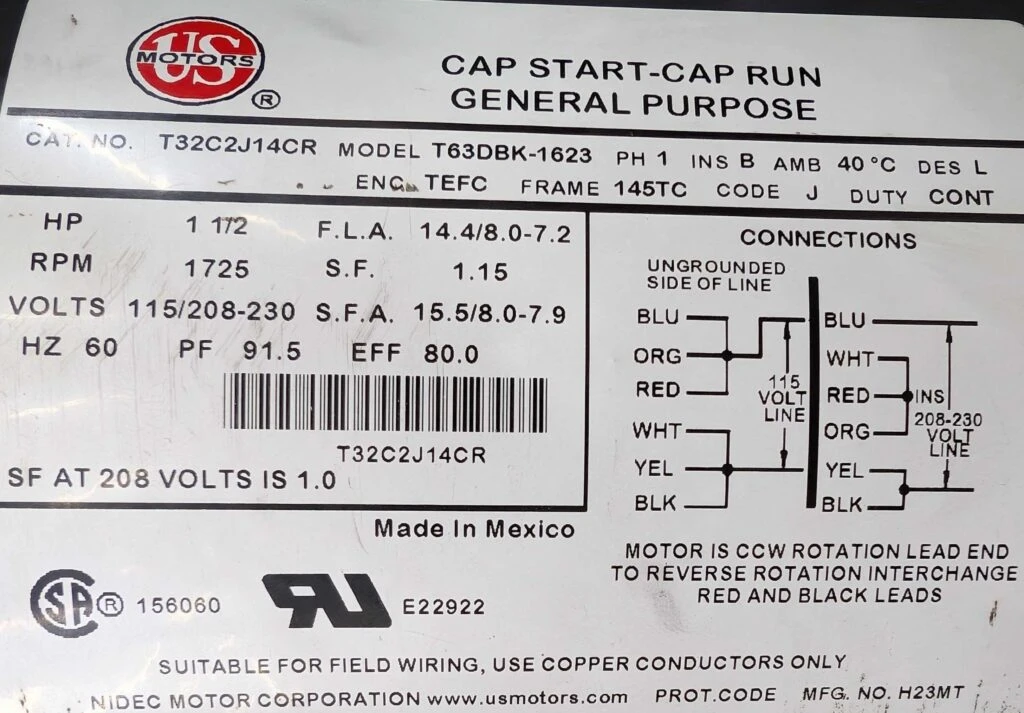 US MOTORS ®
CAP START-CAP RUN
GENERAL PURPOSE
CAT. NO. T32C2J14CR MODEL T63DBK-1623 PH 1 INS B AMB 40 °C DES L
ENC. TEFC FRAME 145TC CODE J DUTY CONT
HP 1 1/2 F.L.A. 14.4/8.0-7.2
RPM 1725 S.F. 1.15
VOLTS 115/208-230 S.F.A. 15.5/8.0-7.9
HZ 60 PF 91.5 EFF 80.0
T32C2J14CR
SF AT 208 VOLTS IS 1.0
CONNECTIONS
UNGROUNDED
SIDE OF LINE
BLU
ORG
RED
WHT
YEL
BLK
115
VOLT
LINE
BLU
WHT
RED INS
ORG
YEL
BLK
208-230
VOLT
LINE
Made In Mexico
MOTOR IS CCW ROTATION LEAD END
TO REVERSE ROTATION INTERCHANGE
RED AND BLACK LEADS
SA ® 156060
RU E22922
SUITABLE FOR FIELD WIRING, USE COPPER CONDUCTORS ONLY
NIDEC MOTOR CORPORATION www.usmotors.com PROT.CODE MFG. NO. H23MT